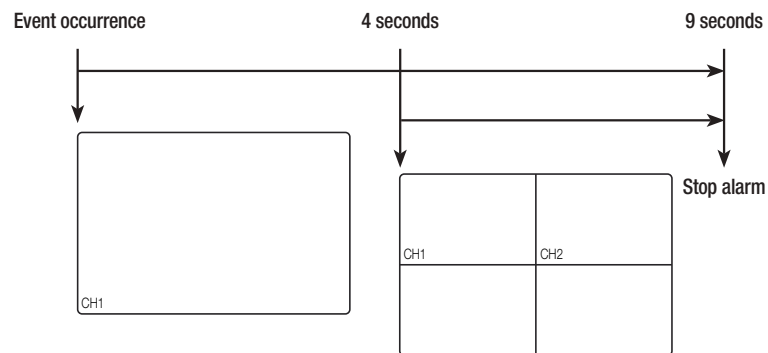 Event occurrence
4 seconds
9 seconds
Stop alarm
CH1
CH2
CH1